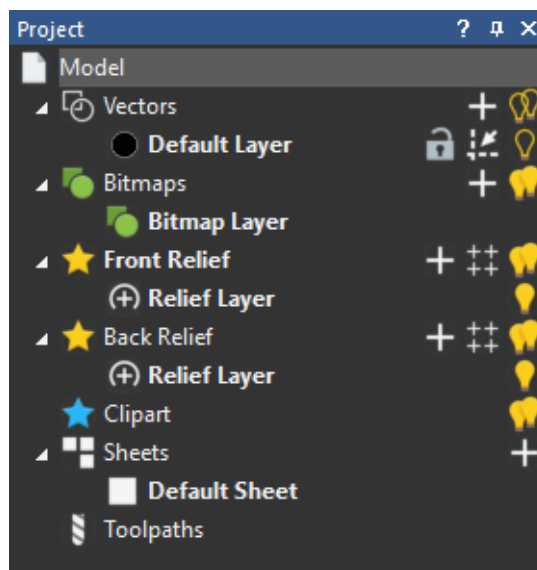 Project
Model
Vectors
Default Layer
Bitmaps
Bitmap Layer
Front Relief
Relief Layer
Back Relief
Relief Layer
Clipart
Sheets
Default Sheet
Toolpaths